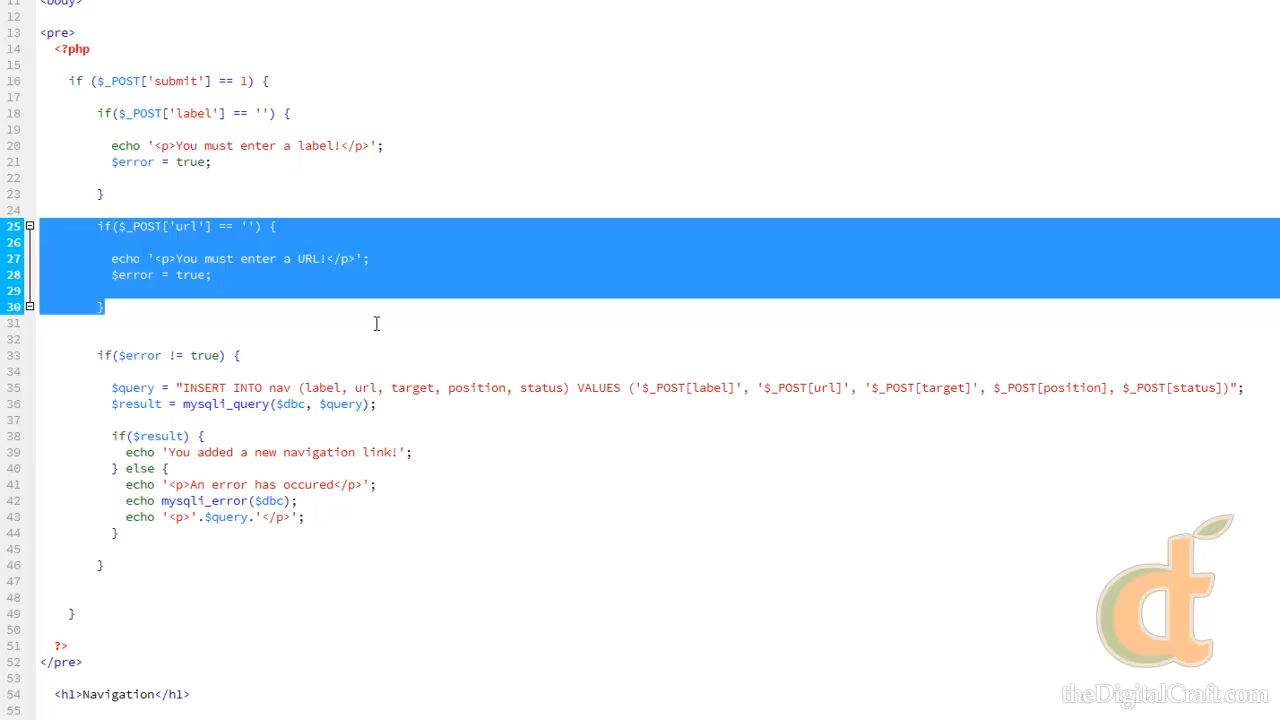 11 <body>
12
13 <pre>
14 <?php
15
16 if ($_POST['submit'] == 1) {
17
18 if($_POST['label'] == '') {
19
20 echo '<p>You must enter a label!</p>';
21 $error = true;
22
23 }
24
25 if($_POST['url'] == '') {
26
27 echo '<p>You must enter a URL!</p>';
28 $error = true;
29
30 }
31
32
33 if($error != true) {
34
35 $query = "INSERT INTO nav (label, url, target, position, status) VALUES ('$_POST[label]', '$_POST[url]', '$_POST[target]', $_POST[position], $_POST[status])";
36 $result = mysqli_query($dbc, $query);
37
38 if($result) {
39 echo 'You added a new navigation link!';
40 } else {
41 echo '<p>An error has occured</p>';
42 echo mysqli_error($dbc);
43 echo '<p>'.$query.'</p>';
44 }
45
46 }
47
48
49 }
50
51 ?>
52 </pre>
53
54 <h1>Navigation</h1>
55
dt
theDigitalCraft.com